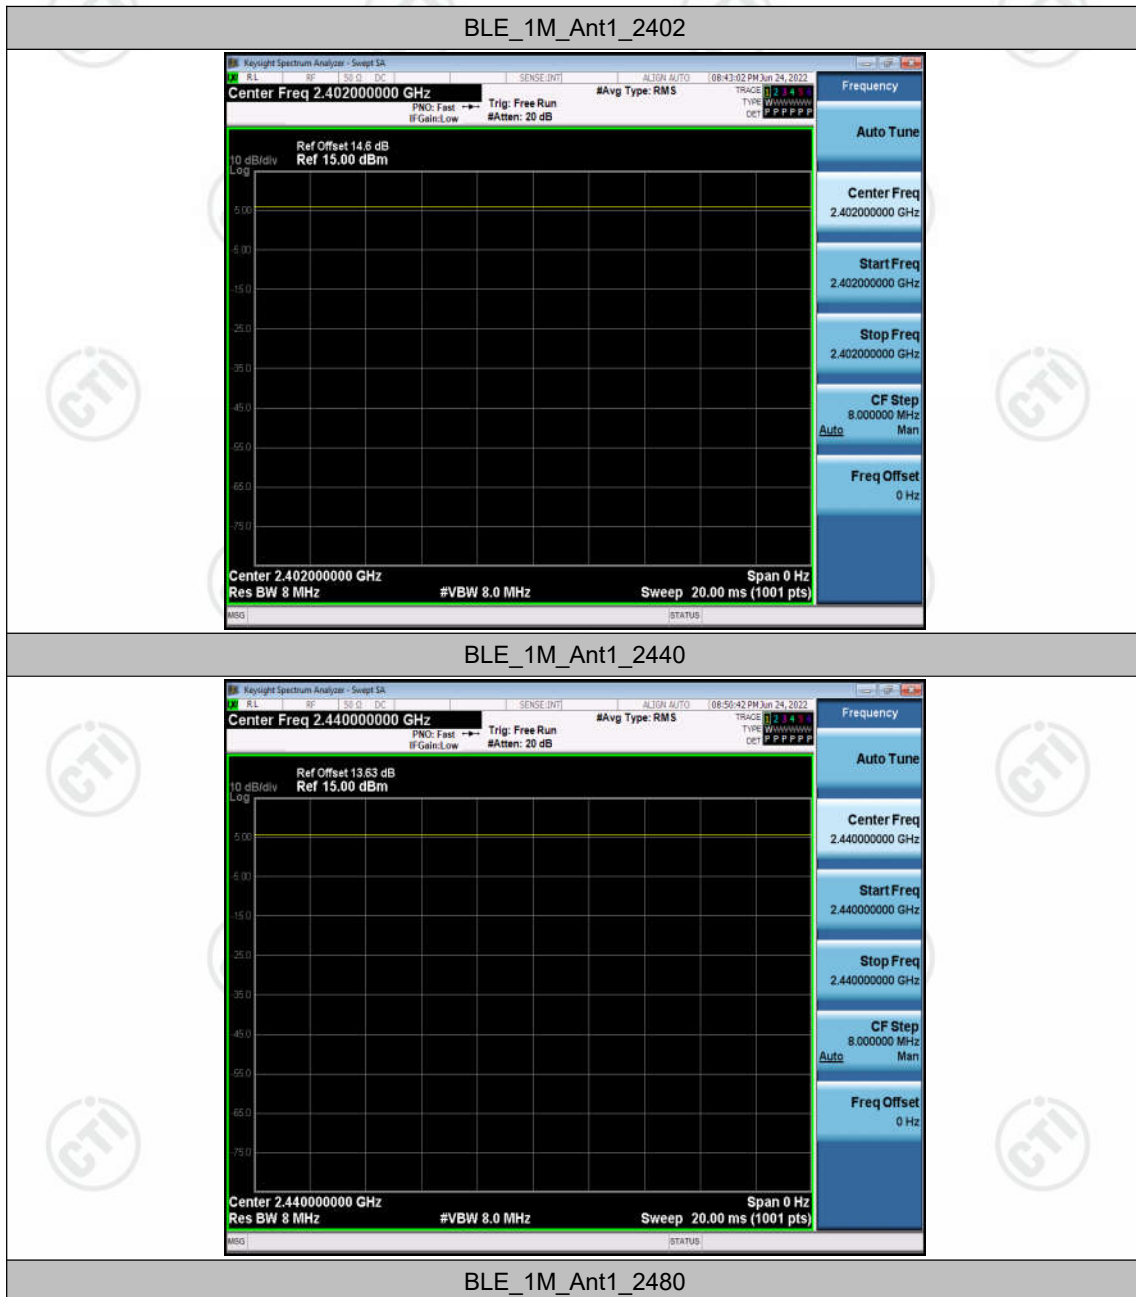 BLE_1M_Ant1_2402
Keysight Spectrum Analyzer - Swept SA
RL RF 50 Ω DC SENSE:INT ALIGN AUTO 08:43:02 PM Jun 24, 2022
Center Freq 2.402000000 GHz #Avg Type: RMS TRACE 1 2 3 4 5 6
PNO: Fast Trig: Free Run TYPE WWWWWW
IFGain:Low #Atten: 20 dB DET P P P P P P
Frequency
Auto Tune
Ref Offset 14.6 dB
10 dB/div Ref 15.00 dBm
Log
5.00
-5.00
-15.0
-25.0
-35.0
-45.0
-55.0
-65.0
-75.0
Center Freq
2.402000000 GHz
Start Freq
2.402000000 GHz
Stop Freq
2.402000000 GHz
CF Step
8.000000 MHz
Auto Man
Freq Offset
0 Hz
Center 2.402000000 GHz Span 0 Hz
Res BW 8 MHz #VBW 8.0 MHz Sweep 20.00 ms (1001 pts)
MSG STATUS
BLE_1M_Ant1_2440
Keysight Spectrum Analyzer - Swept SA
RL RF 50 Ω DC SENSE:INT ALIGN AUTO 08:50:42 PM Jun 24, 2022
Center Freq 2.440000000 GHz #Avg Type: RMS TRACE 1 2 3 4 5 6
PNO: Fast Trig: Free Run TYPE WWWWWW
IFGain:Low #Atten: 20 dB DET P P P P P P
Frequency
Auto Tune
Ref Offset 13.63 dB
10 dB/div Ref 15.00 dBm
Log
5.00
-5.00
-15.0
-25.0
-35.0
-45.0
-55.0
-65.0
-75.0
Center Freq
2.440000000 GHz
Start Freq
2.440000000 GHz
Stop Freq
2.440000000 GHz
CF Step
8.000000 MHz
Auto Man
Freq Offset
0 Hz
Center 2.440000000 GHz Span 0 Hz
Res BW 8 MHz #VBW 8.0 MHz Sweep 20.00 ms (1001 pts)
MSG STATUS
BLE_1M_Ant1_2480
CTI
CTI
CTI
CTI
CTI
CTI